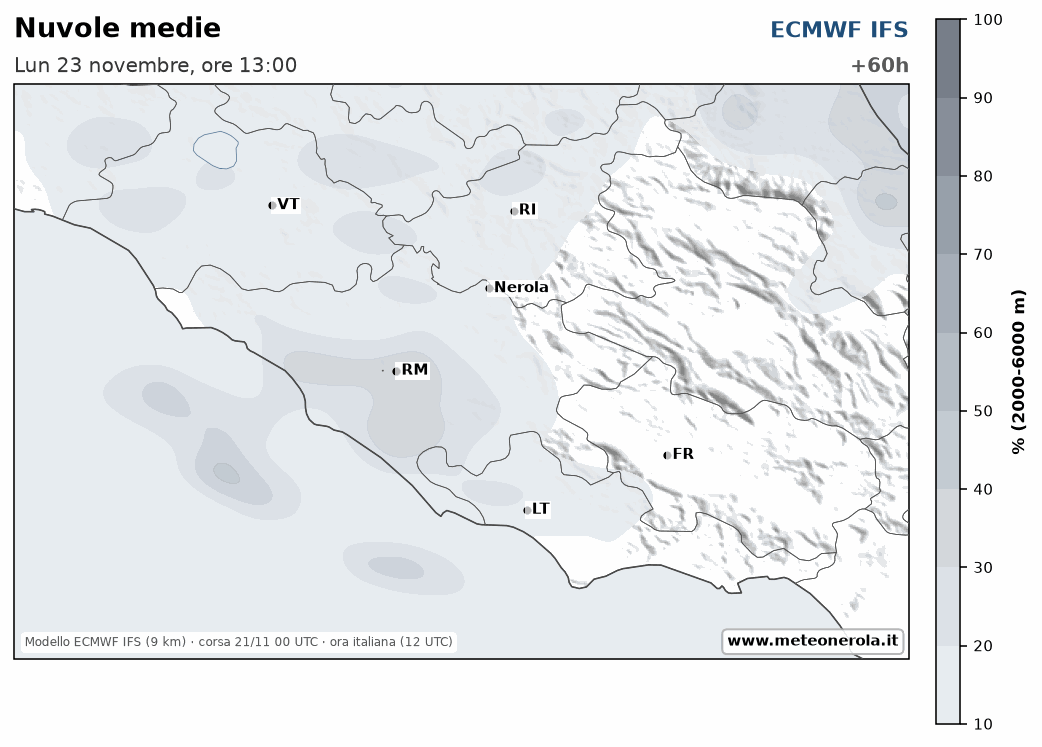 Nuvole medie
ECMWF IFS
Lun 23 novembre, ore 13:00
+60h
100
90
80
70
60
50
40
30
20
10
% (2000-6000 m)
VT
RI
Nerola
RM
FR
LT
Modello ECMWF IFS (9 km) · corsa 21/11 00 UTC · ora italiana (12 UTC)
www.meteonerola.it